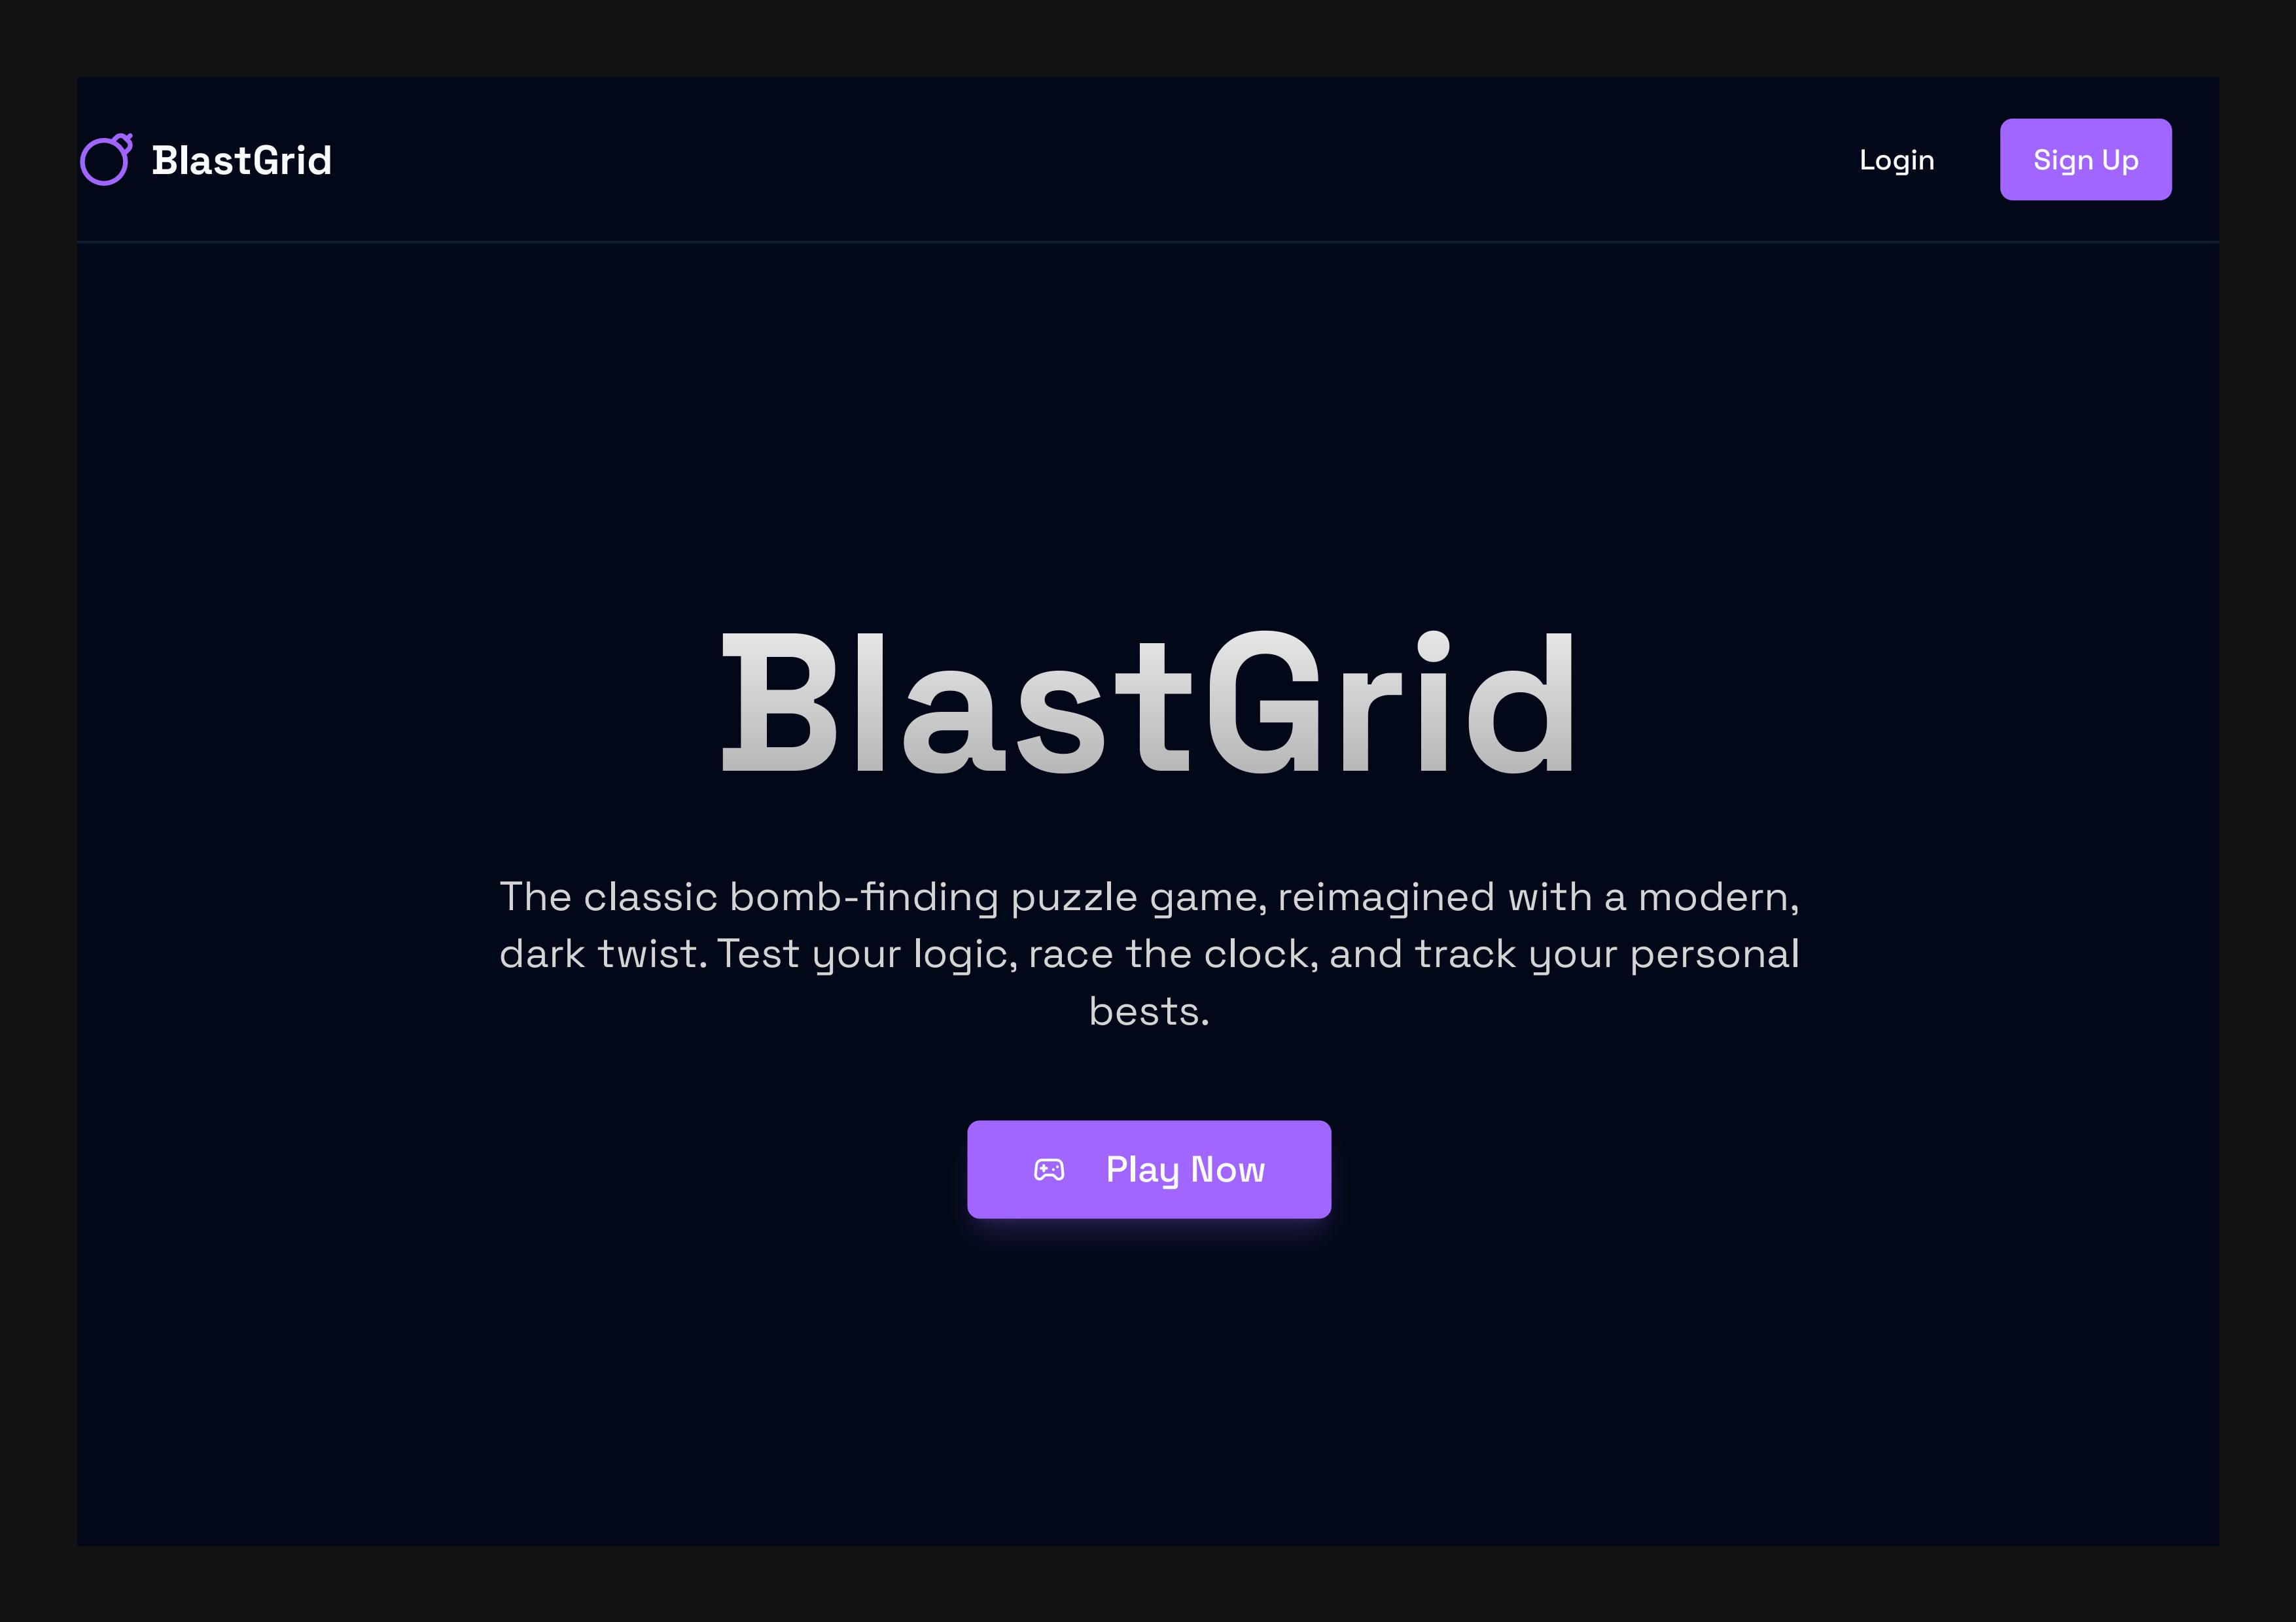 BlastGrid
Login
Sign Up
BlastGrid
The classic bomb-finding puzzle game, reimagined with a modern,
dark twist. Test your logic, race the clock, and track your personal
bests.
Play Now